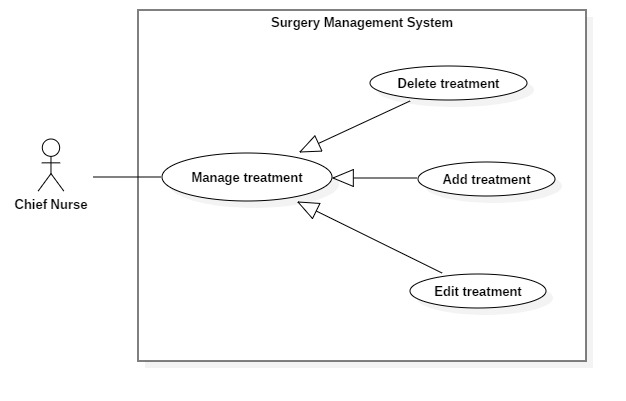 Surgery Management System
Delete treatment
Chief Nurse
Manage treatment
Add treatment
Edit treatment